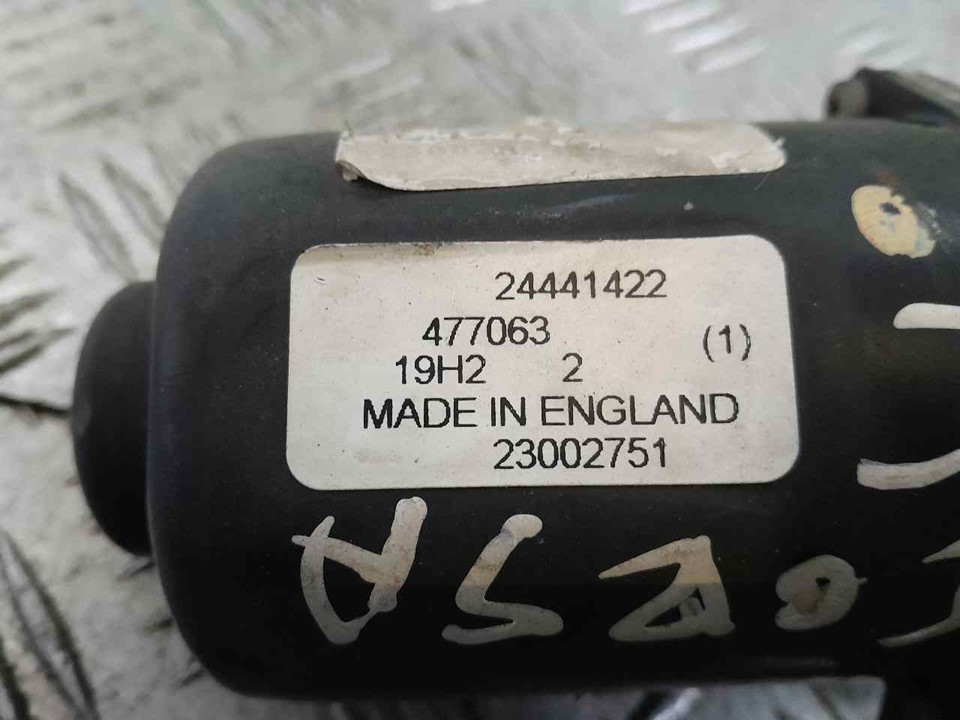 24441422
477063 (1)
19H2 2
MADE IN ENGLAND
23002751